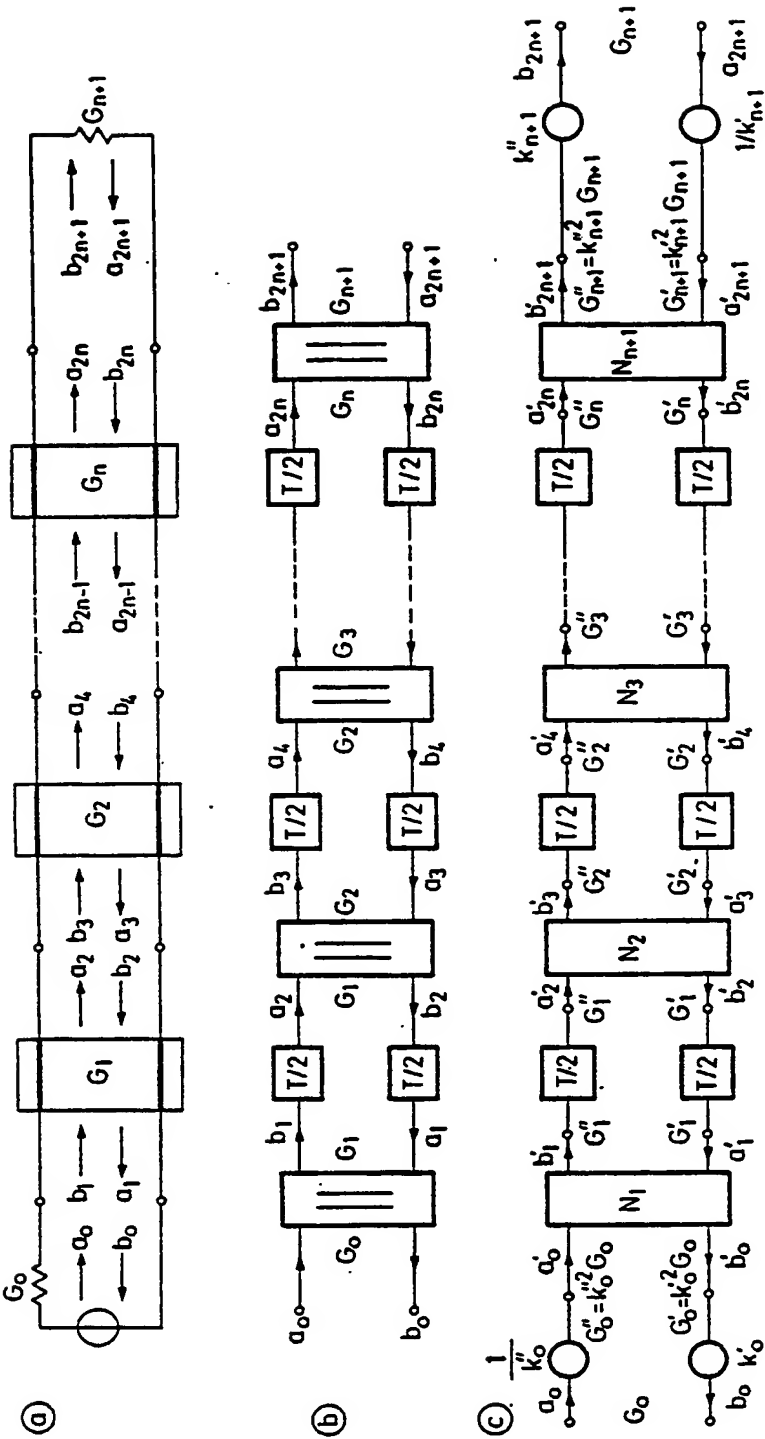 ⓐ
G₀ Gₙ₊₁
a₀ b₁ a₂ b₃ a₄ b₂ₙ₋₁ a₂ₙ b₂ₙ₊₁
G₁ G₂ Gₙ
b₀ a₁ b₂ a₃ b₄ a₂ₙ₋₁ b₂ₙ a₂ₙ₊₁
ⓑ
a₀ b₁ T/2 a₂ b₃ T/2 a₄ T/2 a₂ₙ b₂ₙ₊₁
G₀ G₁ G₁ G₂ G₂ G₃ Gₙ Gₙ₊₁
b₀ a₁ T/2 b₂ a₃ T/2 b₄ T/2 b₂ₙ a₂ₙ₊₁
ⓒ
1/k″₀ k″ₙ₊₁
a₀ a′₀ b′₁ T/2 a′₂ b′₃ T/2 a′₄ T/2 a′₂ₙ b′₂ₙ₊₁ b₂ₙ₊₁
G″₀=k″₀²G₀ G″₁ G″₁ G″₂ G″₂ G″₃ G″ₙ G″ₙ₊₁=k″ₙ₊₁²Gₙ₊₁
G₀ N₁ N₂ N₃ Nₙ₊₁ Gₙ₊₁
G′₀=k′₀²G₀ G′₁ G′₁ G′₂ G′₂ G′₃ G′ₙ G′ₙ₊₁=k′ₙ₊₁²Gₙ₊₁
b₀ b′₀ a′₁ T/2 b′₂ a′₃ T/2 b′₄ T/2 b′₂ₙ a′₂ₙ₊₁ a₂ₙ₊₁
k′₀ 1/k′ₙ₊₁